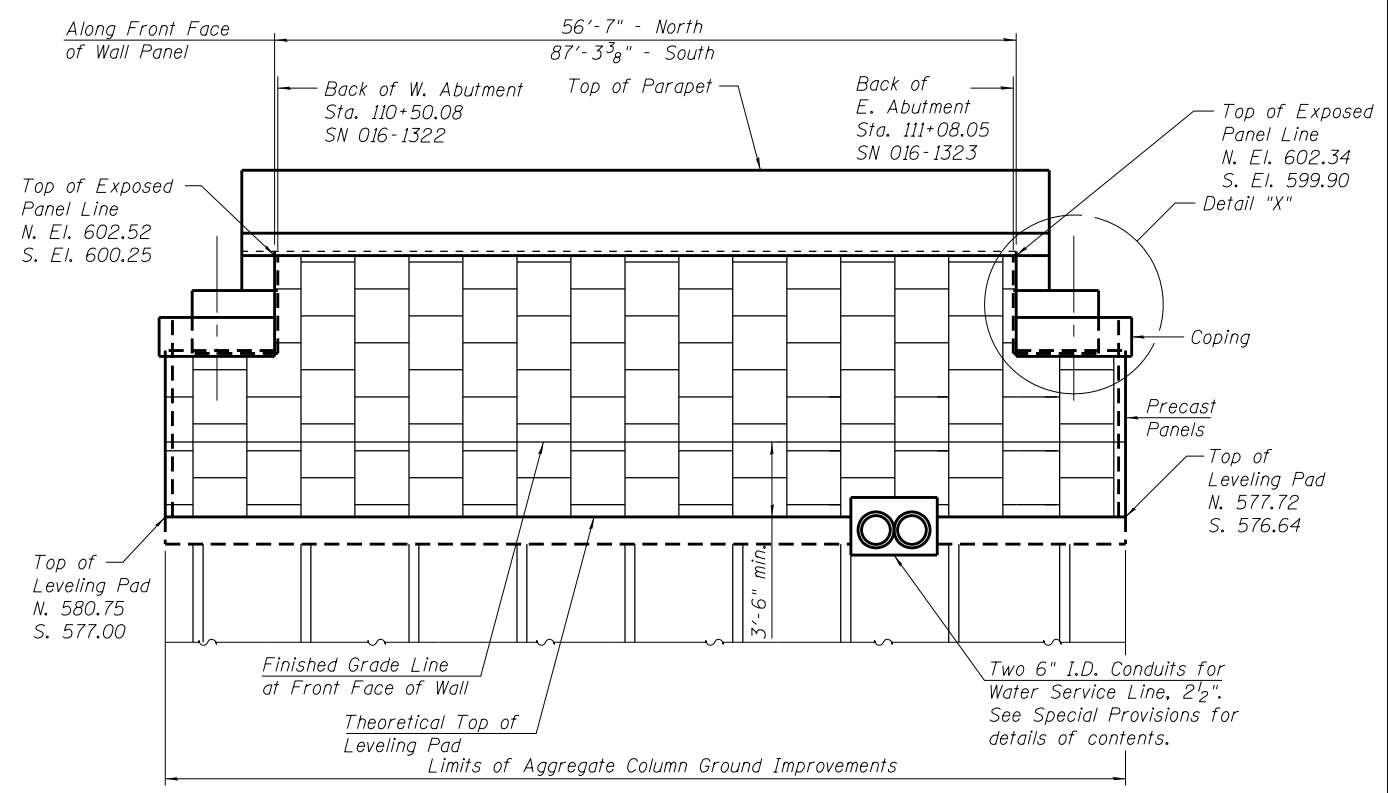 Along Front Face
of Wall Panel
56'-7" - North
87'-3 3/8" - South
Back of W. Abutment
Sta. 110+50.08
SN 016-1322
Top of Parapet
Back of
E. Abutment
Sta. 111+08.05
SN 016-1323
Top of Exposed
Panel Line
N. El. 602.34
S. El. 599.90
Detail "X"
Top of Exposed
Panel Line
N. El. 602.52
S. El. 600.25
Coping
Precast
Panels
Top of
Leveling Pad
N. 577.72
S. 576.64
Top of
Leveling Pad
N. 580.75
S. 577.00
3'-6" min.
Finished Grade Line
at Front Face of Wall
Theoretical Top of
Leveling Pad
Two 6" I.D. Conduits for
Water Service Line, 2 1/2".
See Special Provisions for
details of contents.
Limits of Aggregate Column Ground Improvements